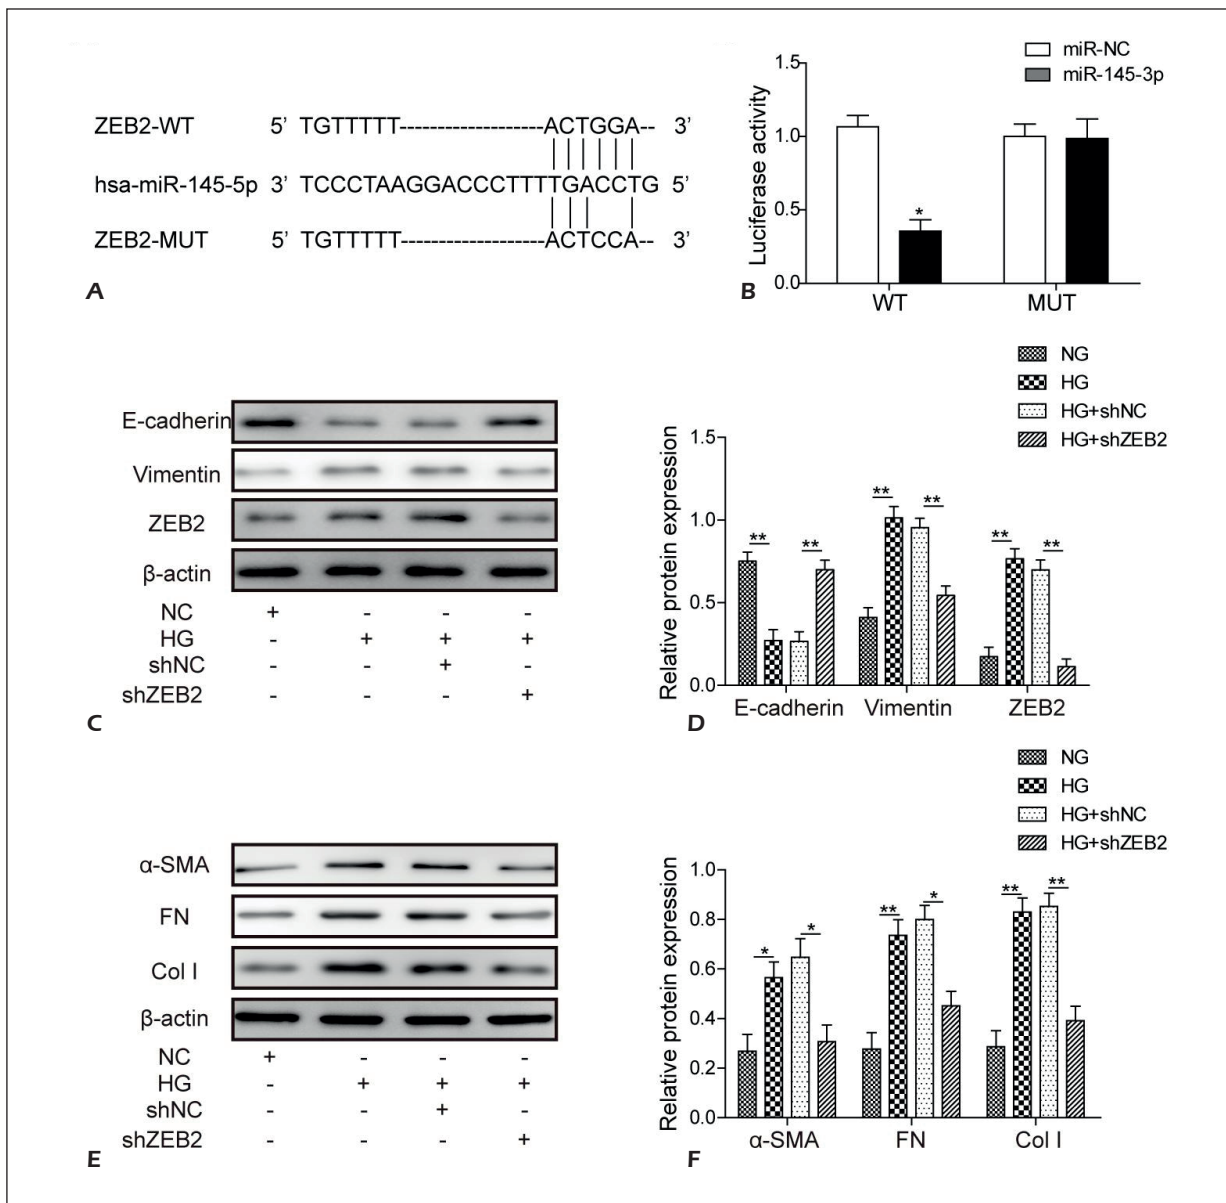 ZEB2-WT 5’ TGTTTTT-------------------ACTGGA-- 3’
hsa-miR-145-5p 3’ TCCCTAAGGACCCTTTTGACCTG 5’
ZEB2-MUT 5’ TGTTTTT-------------------ACTCCA-- 3’
A
miR-NC
miR-145-3p
Luciferase activity
1.5
1.0
0.5
0.0
*
WT MUT
B
E-cadherin
Vimentin
ZEB2
β-actin
NC + - - -
HG - + + +
shNC - - + -
shZEB2 - - - +
C
NG
HG
HG+shNC
HG+shZEB2
Relative protein expression
1.5
1.0
0.5
0.0
** ** ** ** ** **
E-cadherin Vimentin ZEB2
D
α-SMA
FN
Col I
β-actin
NC + - - -
HG - + + +
shNC - - + -
shZEB2 - - - +
E
NG
HG
HG+shNC
HG+shZEB2
Relative protein expression
1.0
0.8
0.6
0.4
0.2
0.0
* * ** * ** **
α-SMA FN Col I
F